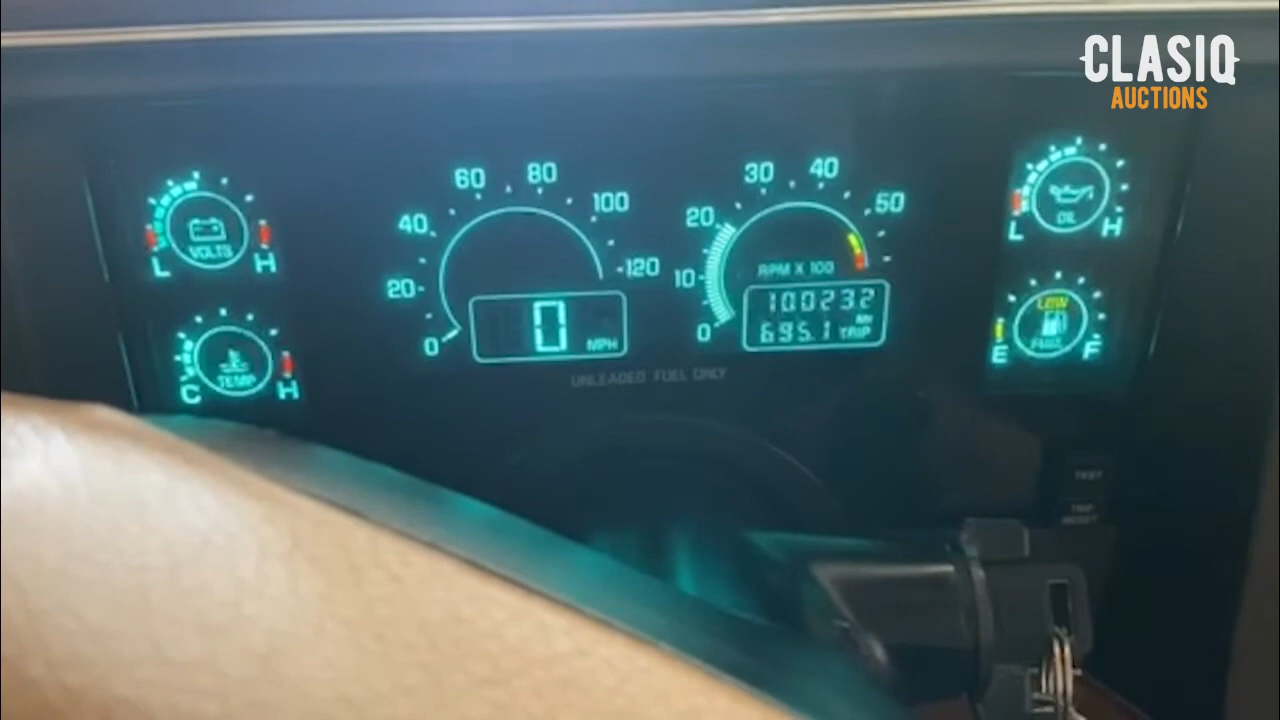 CLASIQ
AUCTIONS
L VOLTS H
C TEMP H
0 20 40 60 80 100 120
0 MPH
0 10 20 30 40 50
RPM X 100
100232
695.1 TRIP
UNLEADED FUEL ONLY
L OIL H
LOW
FUEL
E F
TEST
TRIP
RESET